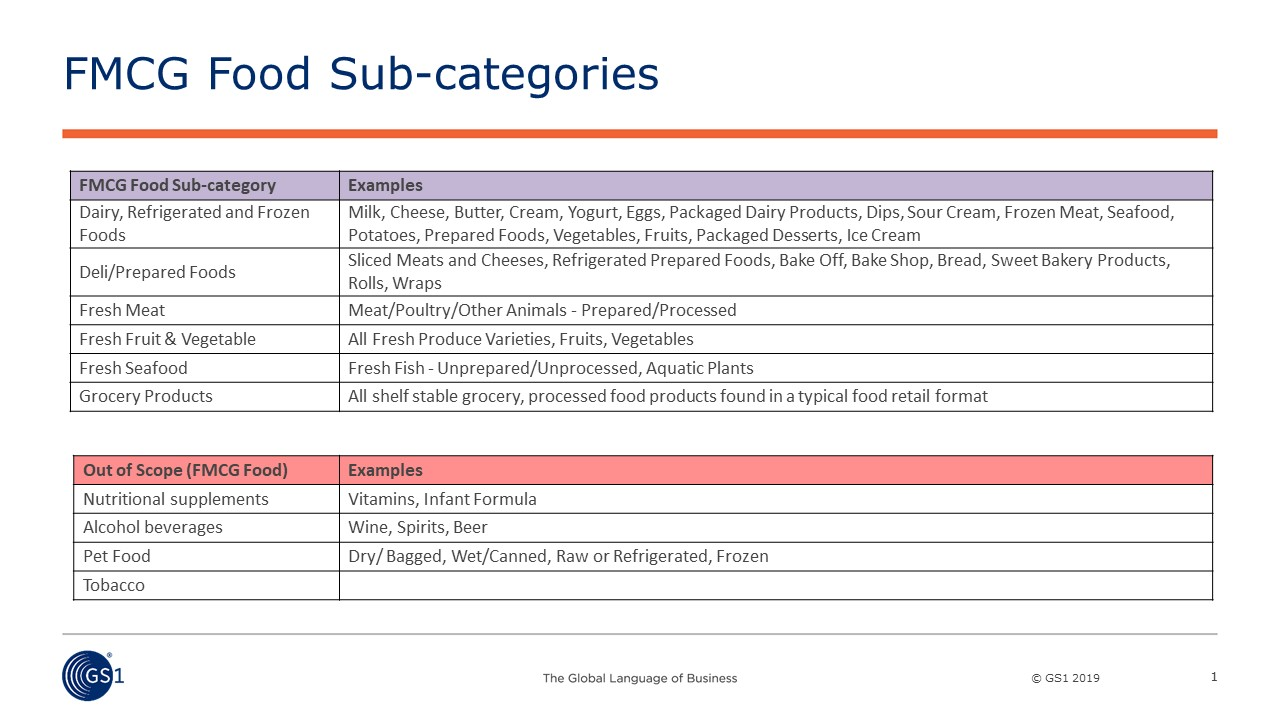 FMCG Food Sub-categories
FMCG Food Sub-category Examples
Dairy, Refrigerated and Frozen Foods Milk, Cheese, Butter, Cream, Yogurt, Eggs, Packaged Dairy Products, Dips, Sour Cream, Frozen Meat, Seafood,
Potatoes, Prepared Foods, Vegetables, Fruits, Packaged Desserts, Ice Cream
Deli/Prepared Foods Sliced Meats and Cheeses, Refrigerated Prepared Foods, Bake Off, Bake Shop, Bread, Sweet Bakery Products,
Rolls, Wraps
Fresh Meat Meat/Poultry/Other Animals - Prepared/Processed
Fresh Fruit & Vegetable All Fresh Produce Varieties, Fruits, Vegetables
Fresh Seafood Fresh Fish - Unprepared/Unprocessed, Aquatic Plants
Grocery Products All shelf stable grocery, processed food products found in a typical food retail format
Out of Scope (FMCG Food) Examples
Nutritional supplements Vitamins, Infant Formula
Alcohol beverages Wine, Spirits, Beer
Pet Food Dry/ Bagged, Wet/Canned, Raw or Refrigerated, Frozen
Tobacco
GS1 ®
The Global Language of Business
© GS1 2019
1